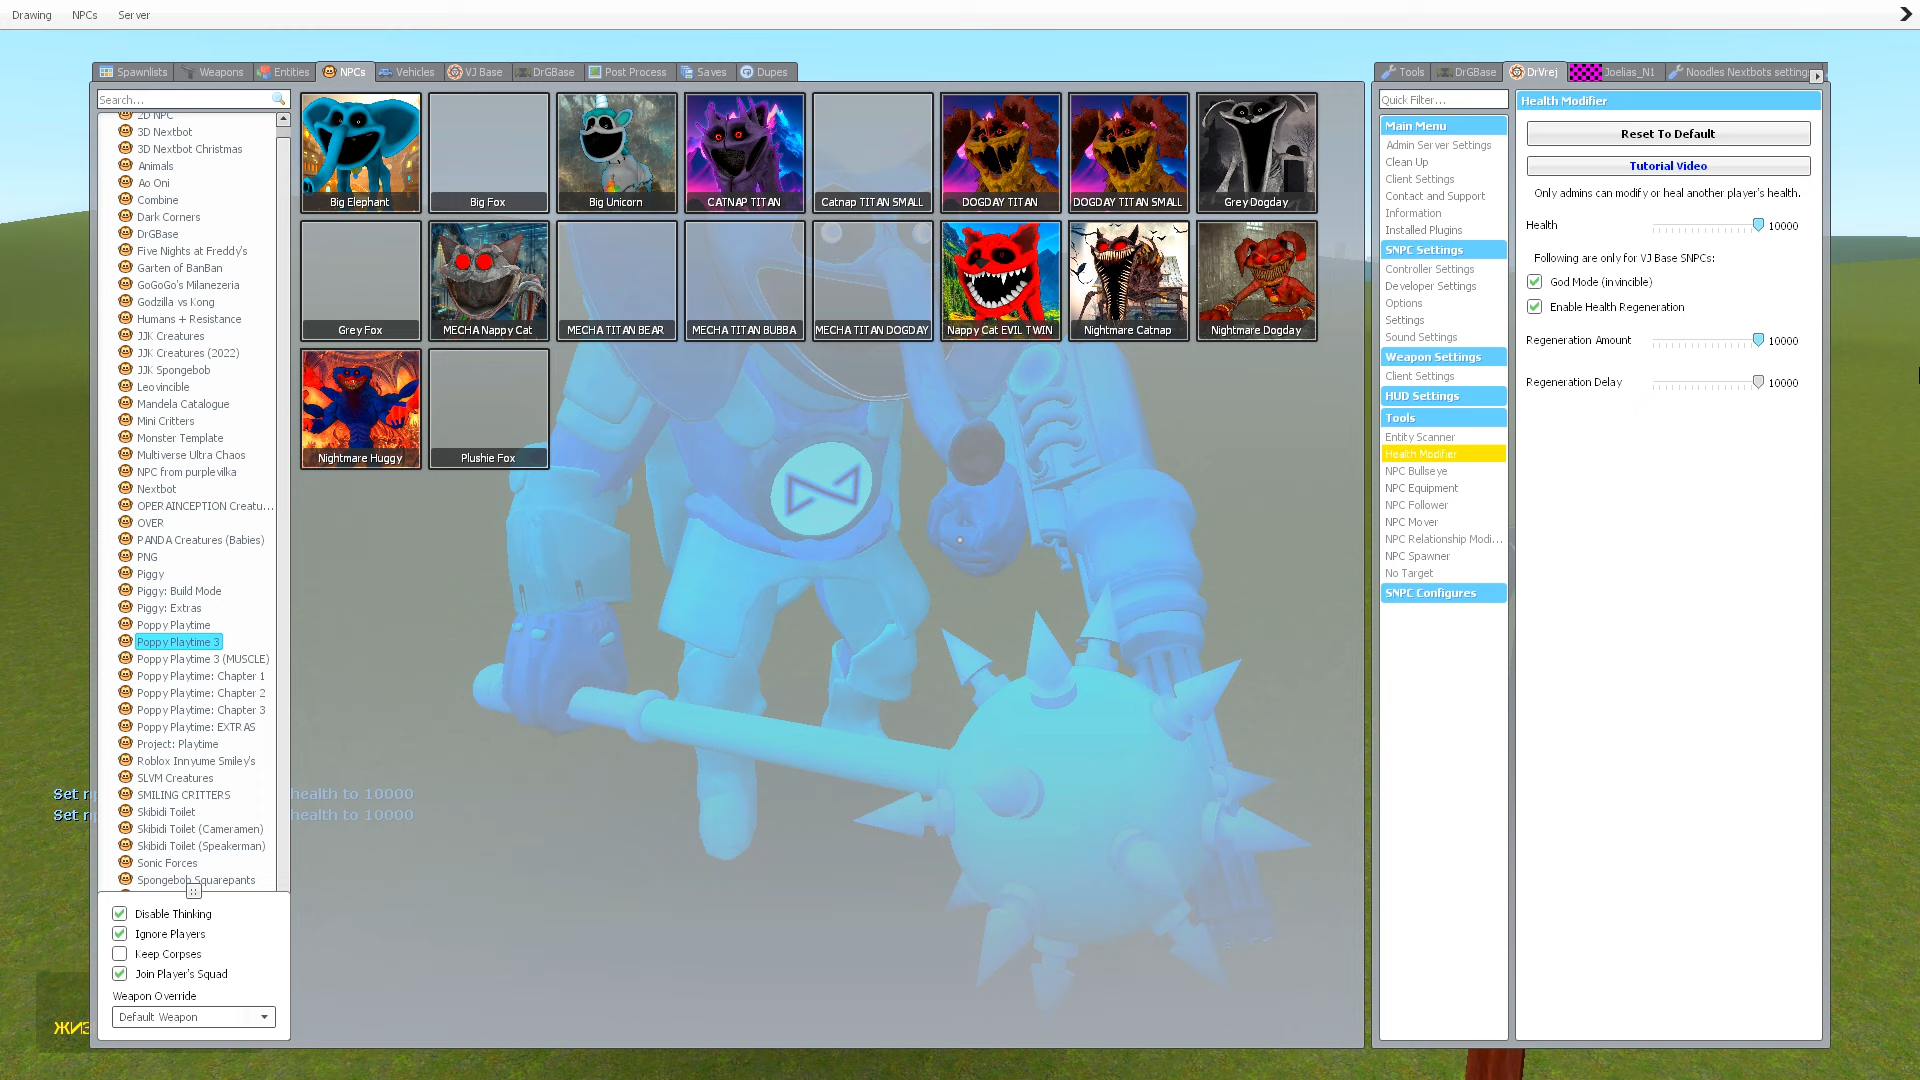 Drawing NPCs Server
Spawnlists Weapons Entities NPCs Vehicles VJ Base DrGBase Post Process Saves Dupes
Tools DrGBase DrVrej Joelias_N1 Noodles Nextbots settings
Search...
2D NPC
3D Nextbot
3D Nextbot Christmas
Animals
Ao Oni
Combine
Dark Corners
DrGBase
Five Nights at Freddy's
Garten of BanBan
GoGoGo's Milanezeria
Godzilla vs Kong
Humans + Resistance
JJK Creatures
JJK Creatures (2022)
JJK Spongebob
Leovincible
Mandela Catalogue
Mini Critters
Monster Template
Multiverse Ultra Chaos
NPC from purplevilka
Nextbot
OPERAINCEPTION Creatu...
OVER
PANDA Creatures (Babies)
PNG
Piggy
Piggy: Build Mode
Piggy: Extras
Poppy Playtime
Poppy Playtime 3
Poppy Playtime 3 (MUSCLE)
Poppy Playtime: Chapter 1
Poppy Playtime: Chapter 2
Poppy Playtime: Chapter 3
Poppy Playtime: EXTRAS
Project: Playtime
Roblox Innyume Smiley's
SLVM Creatures
SMILING CRITTERS
Skibidi Toilet
Skibidi Toilet (Cameramen)
Skibidi Toilet (Speakerman)
Sonic Forces
Spongebob Squarepants
Disable Thinking
Ignore Players
Keep Corpses
Join Player's Squad
Weapon Override
Default Weapon
Big Elephant
Big Fox
Big Unicorn
CATNAP TITAN
Catnap TITAN SMALL
DOGDAY TITAN
DOGDAY TITAN SMALL
Grey Dogday
Grey Fox
MECHA Nappy Cat
MECHA TITAN BEAR
MECHA TITAN BUBBA
MECHA TITAN DOGDAY
Nappy Cat EVIL TWIN
Nightmare Catnap
Nightmare Dogday
Nightmare Huggy
Plushie Fox
Set health to 10000
Set health to 10000
Quick Filter...
Main Menu
Admin Server Settings
Clean Up
Client Settings
Contact and Support
Information
Installed Plugins
SNPC Settings
Controller Settings
Developer Settings
Options
Settings
Sound Settings
Weapon Settings
Client Settings
HUD Settings
Tools
Entity Scanner
Health Modifier
NPC Bullseye
NPC Equipment
NPC Follower
NPC Mover
NPC Relationship Modi...
NPC Spawner
No Target
SNPC Configures
Health Modifier
Reset To Default
Tutorial Video
Only admins can modify or heal another player's health.
Health 10000
Following are only for VJ Base SNPCs:
God Mode (invincible)
Enable Health Regeneration
Regeneration Amount 10000
Regeneration Delay 10000